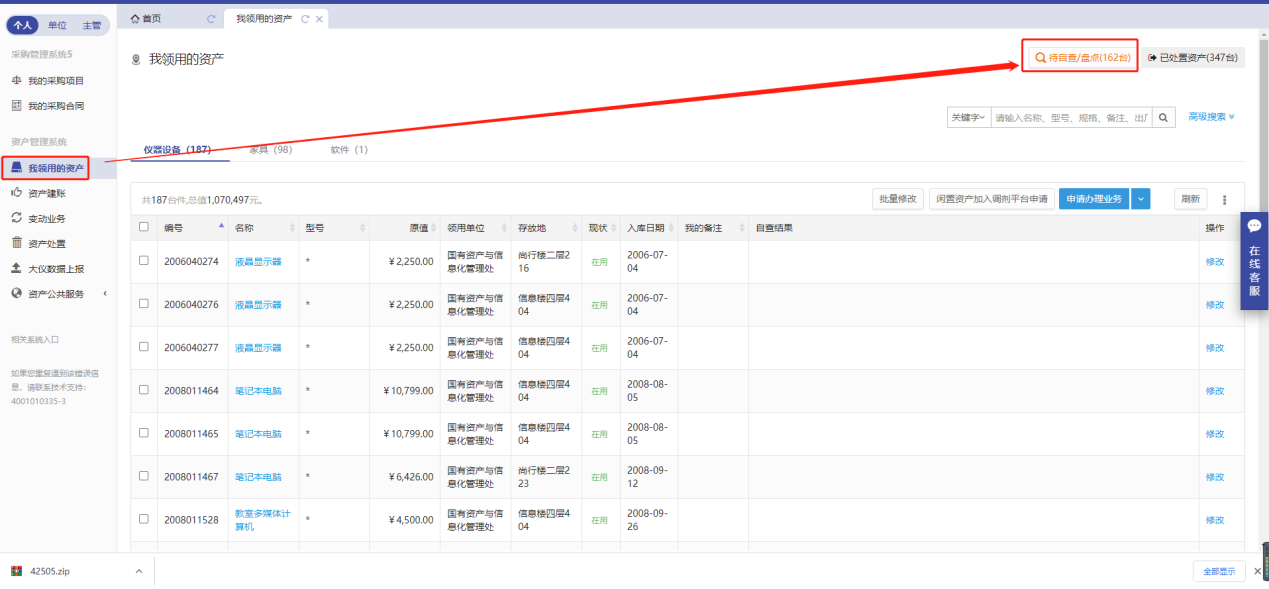 个人 单位 主管
首页
我领用的资产
采购管理系统5
我的采购项目
我的采购合同
资产管理系统
我领用的资产
资产建账
变动业务
资产处置
大仪数据上报
资产公共服务
相关系统入口
如果您重复遇到该错误信
息，请联系技术支持:
4001010335-3
我领用的资产
待自查/盘点(162台)
已处置资产(347台)
关键字 请输入名称、型号、规格、备注、出厂
高级搜索
仪器设备（187） 家具（98） 软件（1）
共187台件,总值1,070,497元。
批量修改 闲置资产加入调剂平台申请 申请办理业务 刷新
编号 名称 型号 原值 领用单位 存放地 现状 入库日期 我的备注 自查结果 操作
2006040274 液晶显示器 * ¥2,250.00 国有资产与信息化管理处 尚行楼二层216 在用 2006-07-04 修改
2006040276 液晶显示器 * ¥2,250.00 国有资产与信息化管理处 信息楼四层404 在用 2006-07-04 修改
2006040277 液晶显示器 * ¥2,250.00 国有资产与信息化管理处 信息楼四层404 在用 2006-07-04 修改
2008011464 笔记本电脑 * ¥10,799.00 国有资产与信息化管理处 信息楼四层404 在用 2008-08-05 修改
2008011465 笔记本电脑 * ¥10,799.00 国有资产与信息化管理处 信息楼四层404 在用 2008-08-05 修改
2008011467 笔记本电脑 * ¥6,426.00 国有资产与信息化管理处 尚行楼二层223 在用 2008-09-12 修改
2008011528 教室多媒体计算机 * ¥4,500.00 国有资产与信息化管理处 信息楼四层404 在用 2008-09-26 修改
在线客服
42505.zip
全部显示